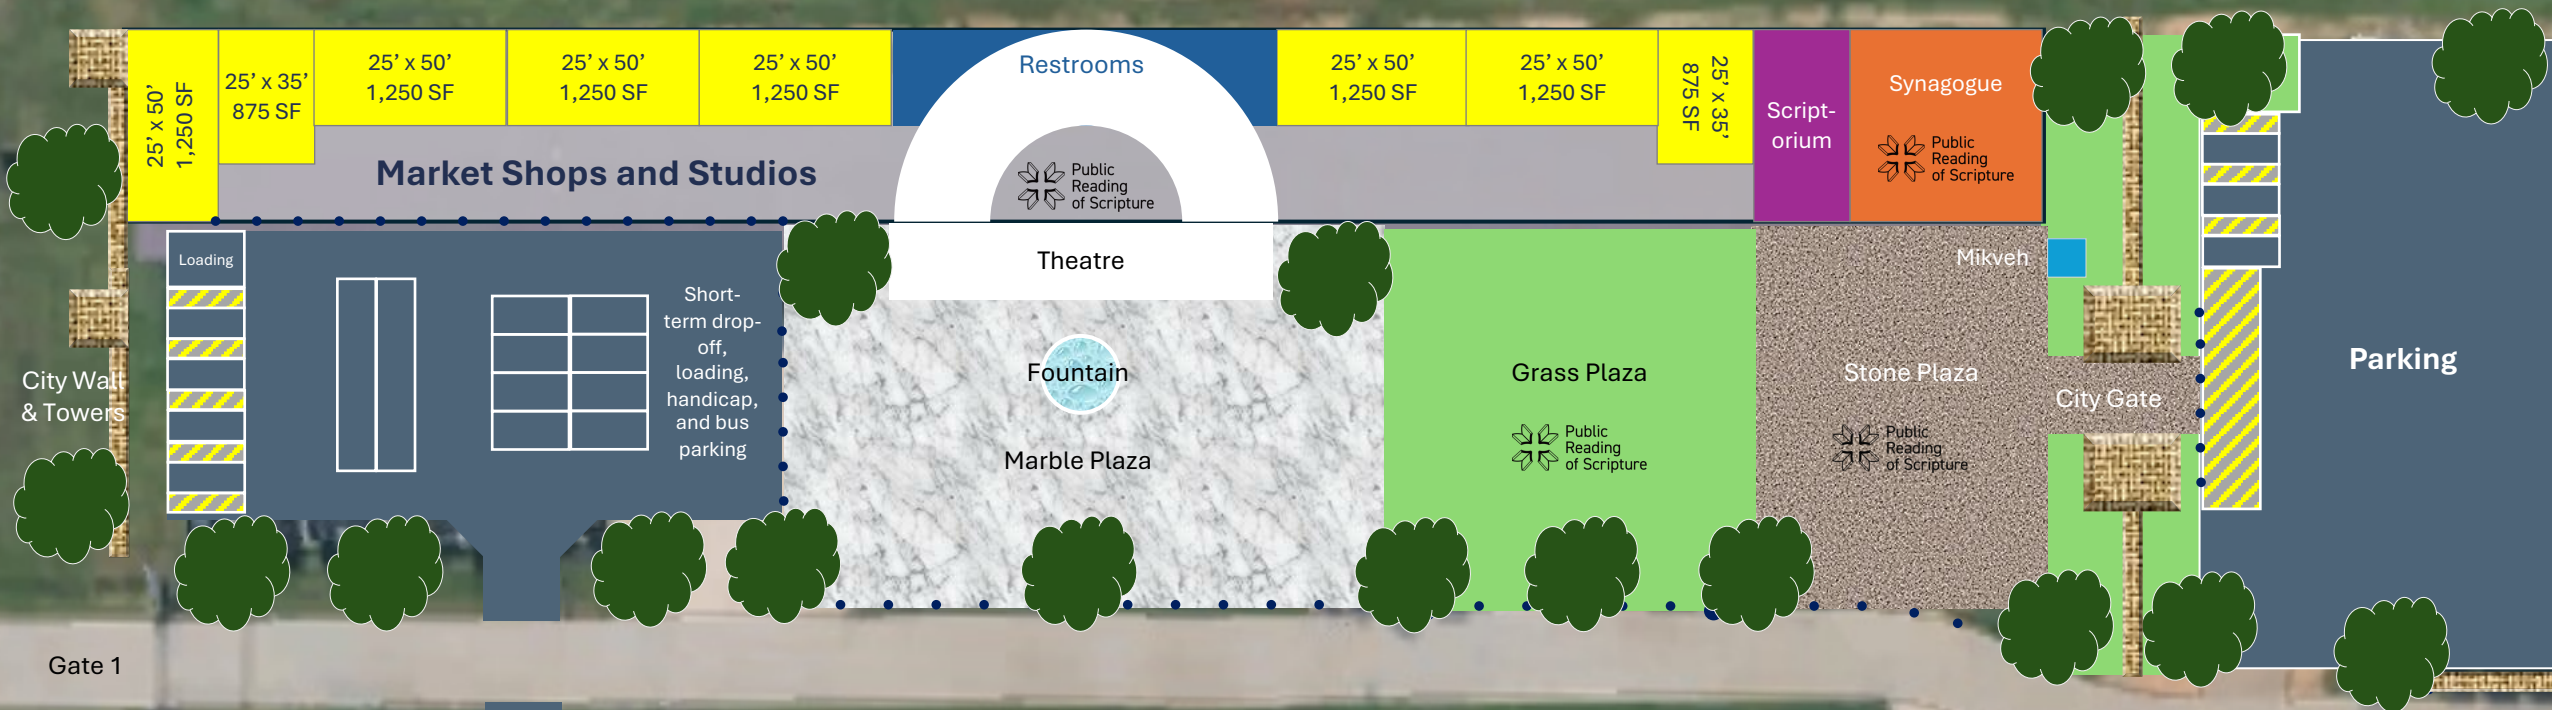 25’ x 50’
1,250 SF
25’ x 35’
875 SF
25’ x 50’
1,250 SF
25’ x 50’
1,250 SF
25’ x 50’
1,250 SF
Restrooms
25’ x 50’
1,250 SF
25’ x 50’
1,250 SF
25’ x 35’
875 SF
Script-
orium
Synagogue
Public
Reading
of Scripture
Market Shops and Studios
Public
Reading
of Scripture
Loading
Short-
term drop-
off,
loading,
handicap,
and bus
parking
Theatre
Mikveh
City Wall
& Towers
Fountain
Marble Plaza
Grass Plaza
Public
Reading
of Scripture
Stone Plaza
Public
Reading
of Scripture
City Gate
Parking
Gate 1